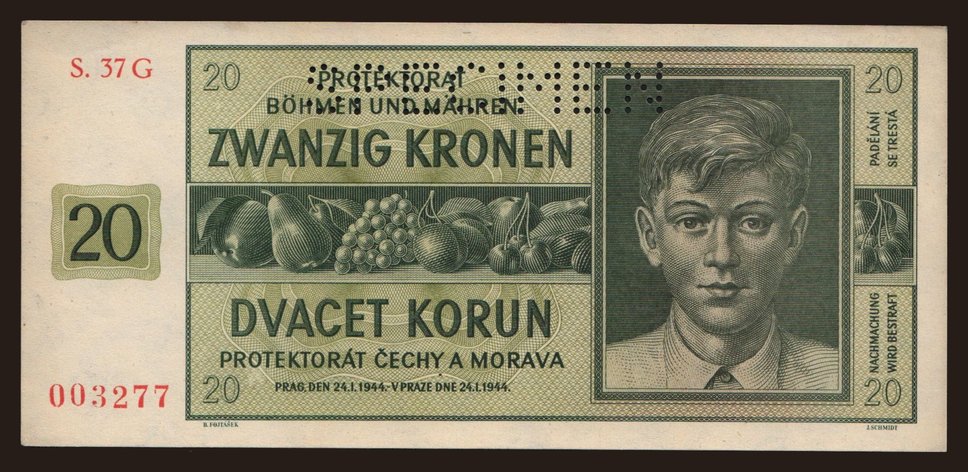 S. 37 G
20
SPECIMEN
PROTEKTORAT
BÖHMEN UND MÄHREN
ZWANZIG KRONEN
20
DVACET KORUN
PROTEKTORÁT ČECHY A MORAVA
PRAG, DEN 24.I.1944.-V PRAZE DNE 24.I.1944.
20
003277
B. FOJTAŠEK
20
PADĚLÁNÍ
SE TRESTÁ
NACHMACHUNG
WIRD BESTRAFT
20
J. SCHMIDT